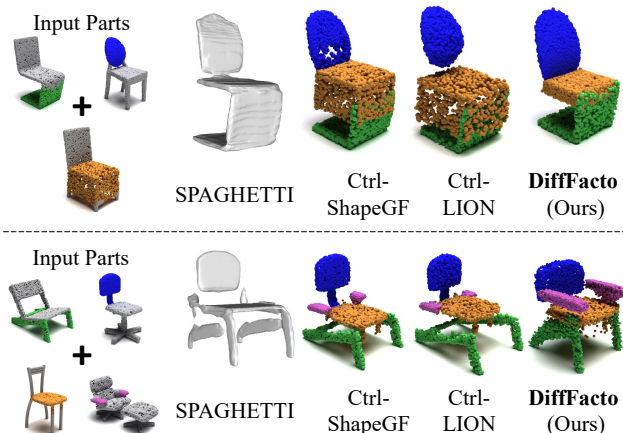 Input Parts
+
SPAGHETTI
Ctrl-
ShapeGF
Ctrl-
LION
DiffFacto
(Ours)
Input Parts
+
SPAGHETTI
Ctrl-
ShapeGF
Ctrl-
LION
DiffFacto
(Ours)